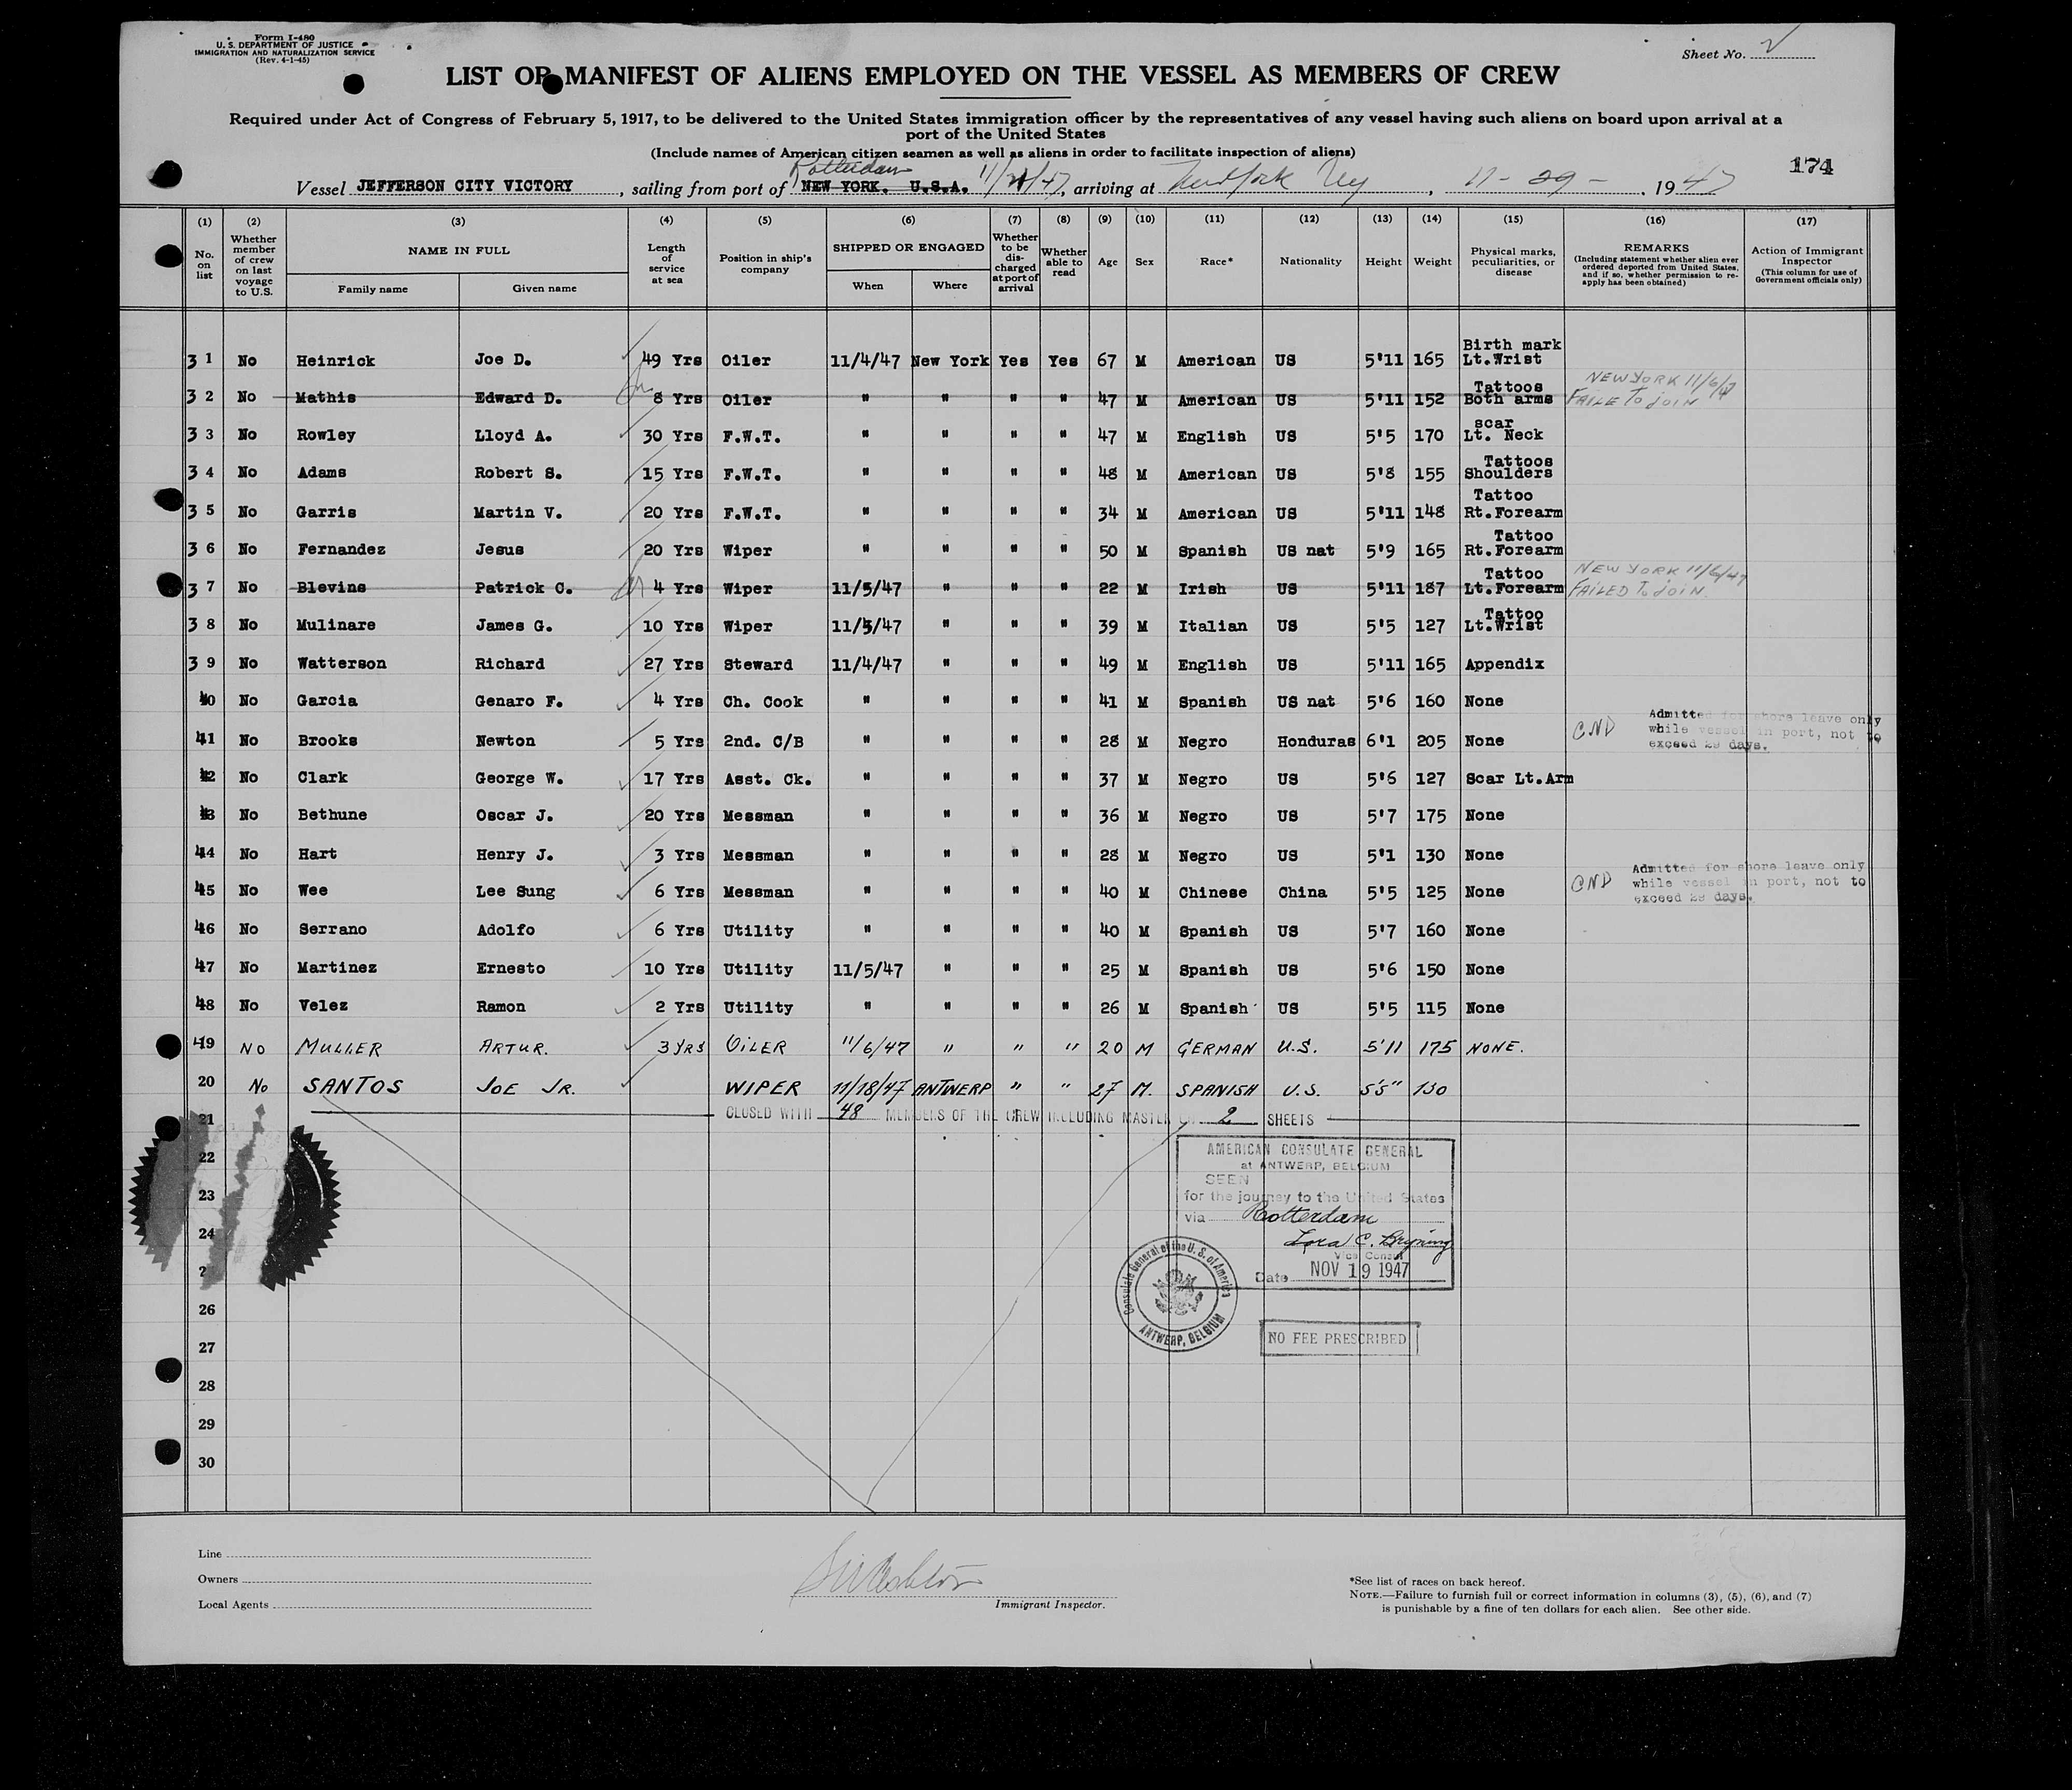 Form I-480
U. S. DEPARTMENT OF JUSTICE
IMMIGRATION AND NATURALIZATION SERVICE
(Rev. 4-1-45)
Sheet No. 2
LIST OR MANIFEST OF ALIENS EMPLOYED ON THE VESSEL AS MEMBERS OF CREW
Required under Act of Congress of February 5, 1917, to be delivered to the United States immigration officer by the representatives of any vessel having such aliens on board upon arrival at a
port of the United States
(Include names of American citizen seamen as well as aliens in order to facilitate inspection of aliens)
174
Rotterdam
Vessel JEFFERSON CITY VICTORY, sailing from port of NEW YORK. U.S.A. 11/21/47, arriving at New York NY, 11-29-, 1947
(1) (2) (3) (4) (5) (6) (7) (8) (9) (10) (11) (12) (13) (14) (15) (16) (17)
No. on list
Whether member of crew on last voyage to U.S.
NAME IN FULL
Family name
Given name
Length of service at sea
Position in ship's company
SHIPPED OR ENGAGED
When
Where
Whether to be discharged at port of arrival
Whether able to read
Age
Sex
Race*
Nationality
Height
Weight
Physical marks, peculiarities, or disease
REMARKS
(Including statement whether alien ever ordered deported from United States, and if so, whether permission to re-apply has been obtained)
Action of Immigrant Inspector
(This column for use of Government officials only)
31 No Heinrick Joe D. 49 Yrs Oiler 11/4/47 New York Yes Yes 67 M American US 5'11 165 Birth mark Lt.Wrist
32 No Mathis Edward D. 8 Yrs Oiler " " " " 47 M American US 5'11 152 Tattoos Both arms NEW YORK 11/6/47 FAILE TO JOIN
33 No Rowley Lloyd A. 30 Yrs F.W.T. " " " " 47 M English US 5'5 170 scar Lt. Neck
34 No Adams Robert S. 15 Yrs F.W.T. " " " " 48 M American US 5'8 155 Tattoos Shoulders
35 No Garris Martin V. 20 Yrs F.W.T. " " " " 34 M American US 5'11 148 Tattoo Rt.Forearm
36 No Fernandez Jesus 20 Yrs Wiper " " " " 50 M Spanish US nat 5'9 165 Tattoo Rt.Forearm
37 No Blevins Patrick C. 4 Yrs Wiper 11/5/47 " " " 22 M Irish US 5'11 187 Tattoo Lt.Forearm NEW YORK 11/6/47 FAILED TO JOIN.
38 No Mulinare James G. 10 Yrs Wiper 11/5/47 " " " 39 M Italian US 5'5 127 Tattoo Lt.Wrist
39 No Watterson Richard 27 Yrs Steward 11/4/47 " " " 49 M English US 5'11 165 Appendix
40 No Garcia Genaro F. 4 Yrs Ch. Cook " " " " 41 M Spanish US nat 5'6 160 None
41 No Brooks Newton 5 Yrs 2nd. C/B " " " " 28 M Negro Honduras 6'1 205 None CND Admitted for shore leave only while vessel in port, not to exceed 29 days.
42 No Clark George W. 17 Yrs Asst. Ck. " " " " 37 M Negro US 5'6 127 Scar Lt.Arm
43 No Bethune Oscar J. 20 Yrs Messman " " " " 36 M Negro US 5'7 175 None
44 No Hart Henry J. 3 Yrs Messman " " " " 28 M Negro US 5'1 130 None
45 No Wee Lee Sung 6 Yrs Messman " " " " 40 M Chinese China 5'5 125 None CND Admitted for shore leave only while vessel in port, not to exceed 29 days.
46 No Serrano Adolfo 6 Yrs Utility " " " " 40 M Spanish US 5'7 160 None
47 No Martinez Ernesto 10 Yrs Utility 11/5/47 " " " 25 M Spanish US 5'6 150 None
48 No Velez Ramon 2 Yrs Utility " " " " 26 M Spanish US 5'5 115 None
49 NO MULLER ARTUR. 3 YRS OILER 11/6/47 " " " 20 M GERMAN U.S. 5'11 175 NONE.
20 No SANTOS JOE JR. WIPER 11/18/47 ANTWERP " " 27 M. SPANISH U.S. 5'5" 130
21 CLOSED WITH 48 MEMBERS OF THE CREW INCLUDING MASTER ON 2 SHEETS
22
23
24
2
26
27
28
29
30
AMERICAN CONSULATE GENERAL
at ANTWERP, BELGIUM
SEEN
for the journey to the United States
via Rotterdam
Vice Consul
Date NOV 19 1947
Consulate General of the U. S. of America
ANTWERP, BELGIUM
NO FEE PRESCRIBED
Line
Owners
Local Agents
Immigrant Inspector.
*See list of races on back hereof.
NOTE.—Failure to furnish full or correct information in columns (3), (5), (6), and (7)
is punishable by a fine of ten dollars for each alien. See other side.